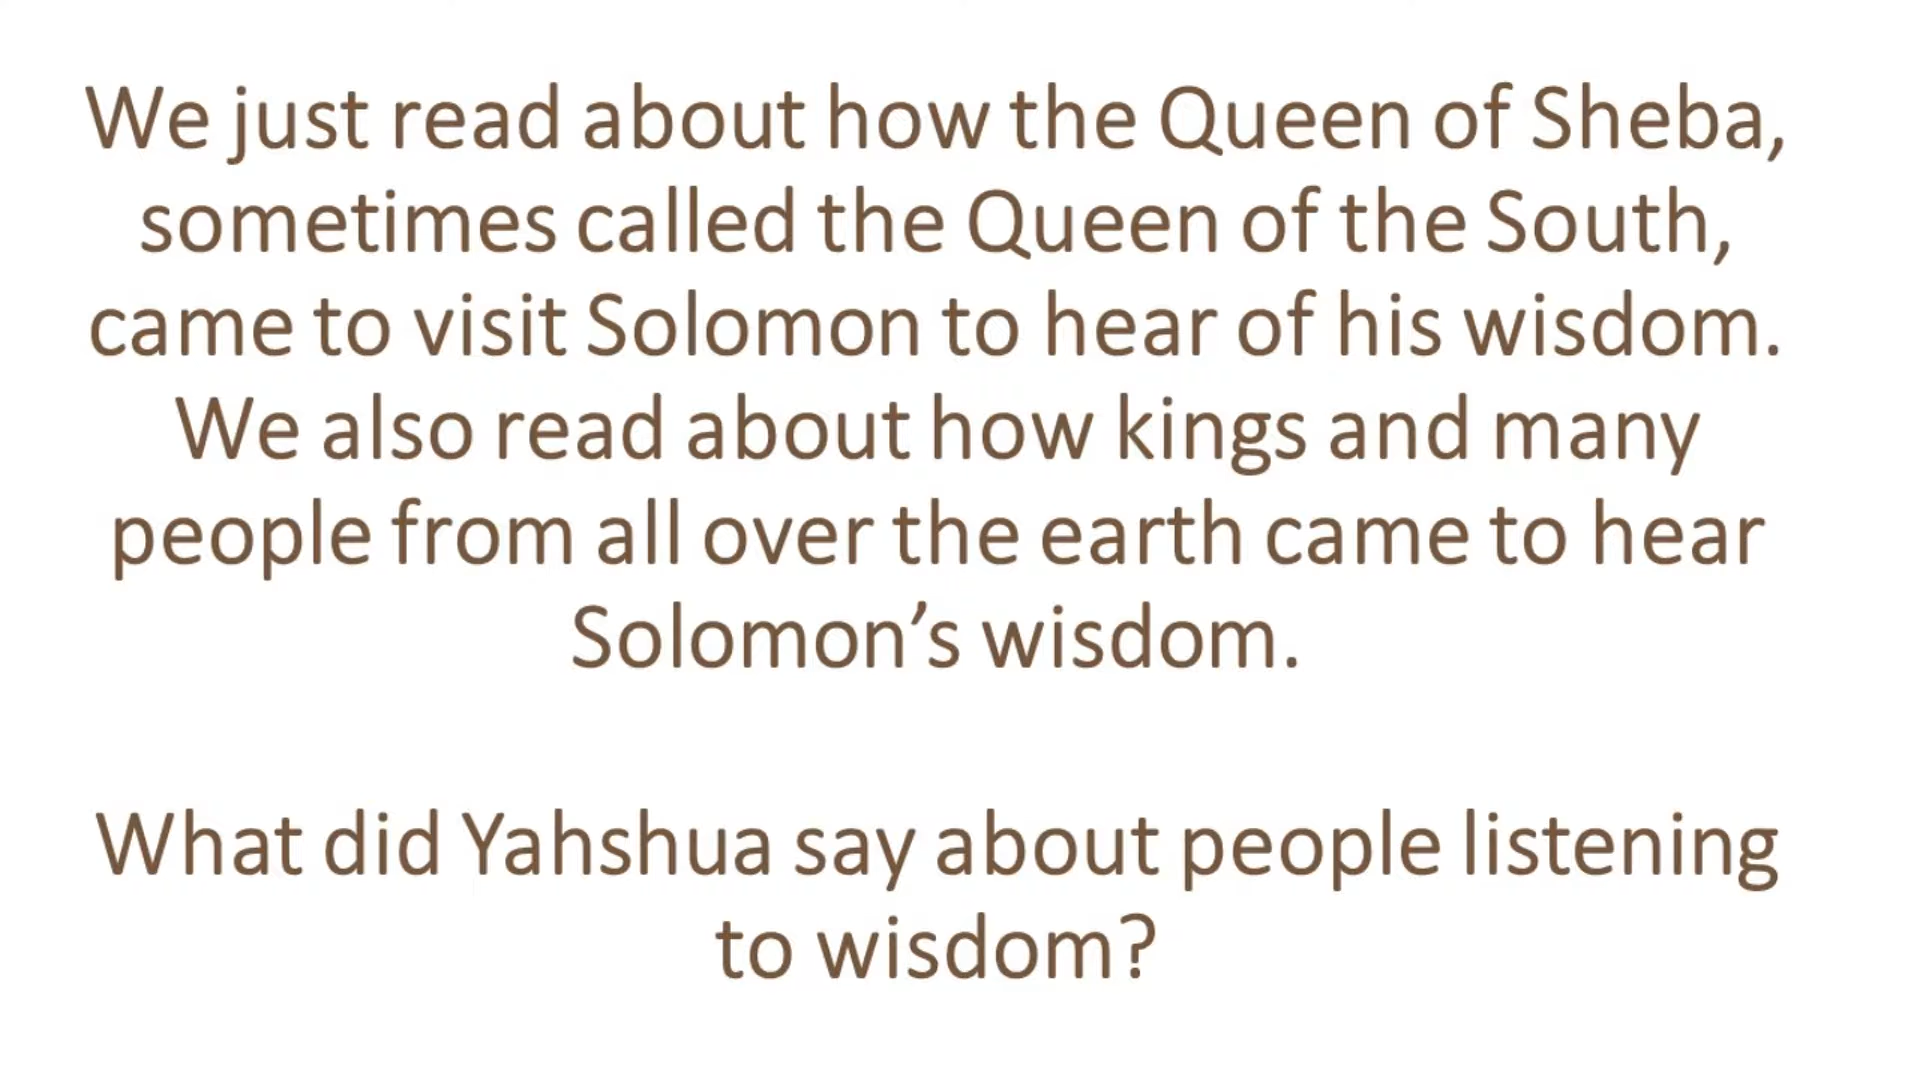 We just read about how the Queen of Sheba,
sometimes called the Queen of the South,
came to visit Solomon to hear of his wisdom.
We also read about how kings and many
people from all over the earth came to hear
Solomon’s wisdom.
What did Yahshua say about people listening
to wisdom?